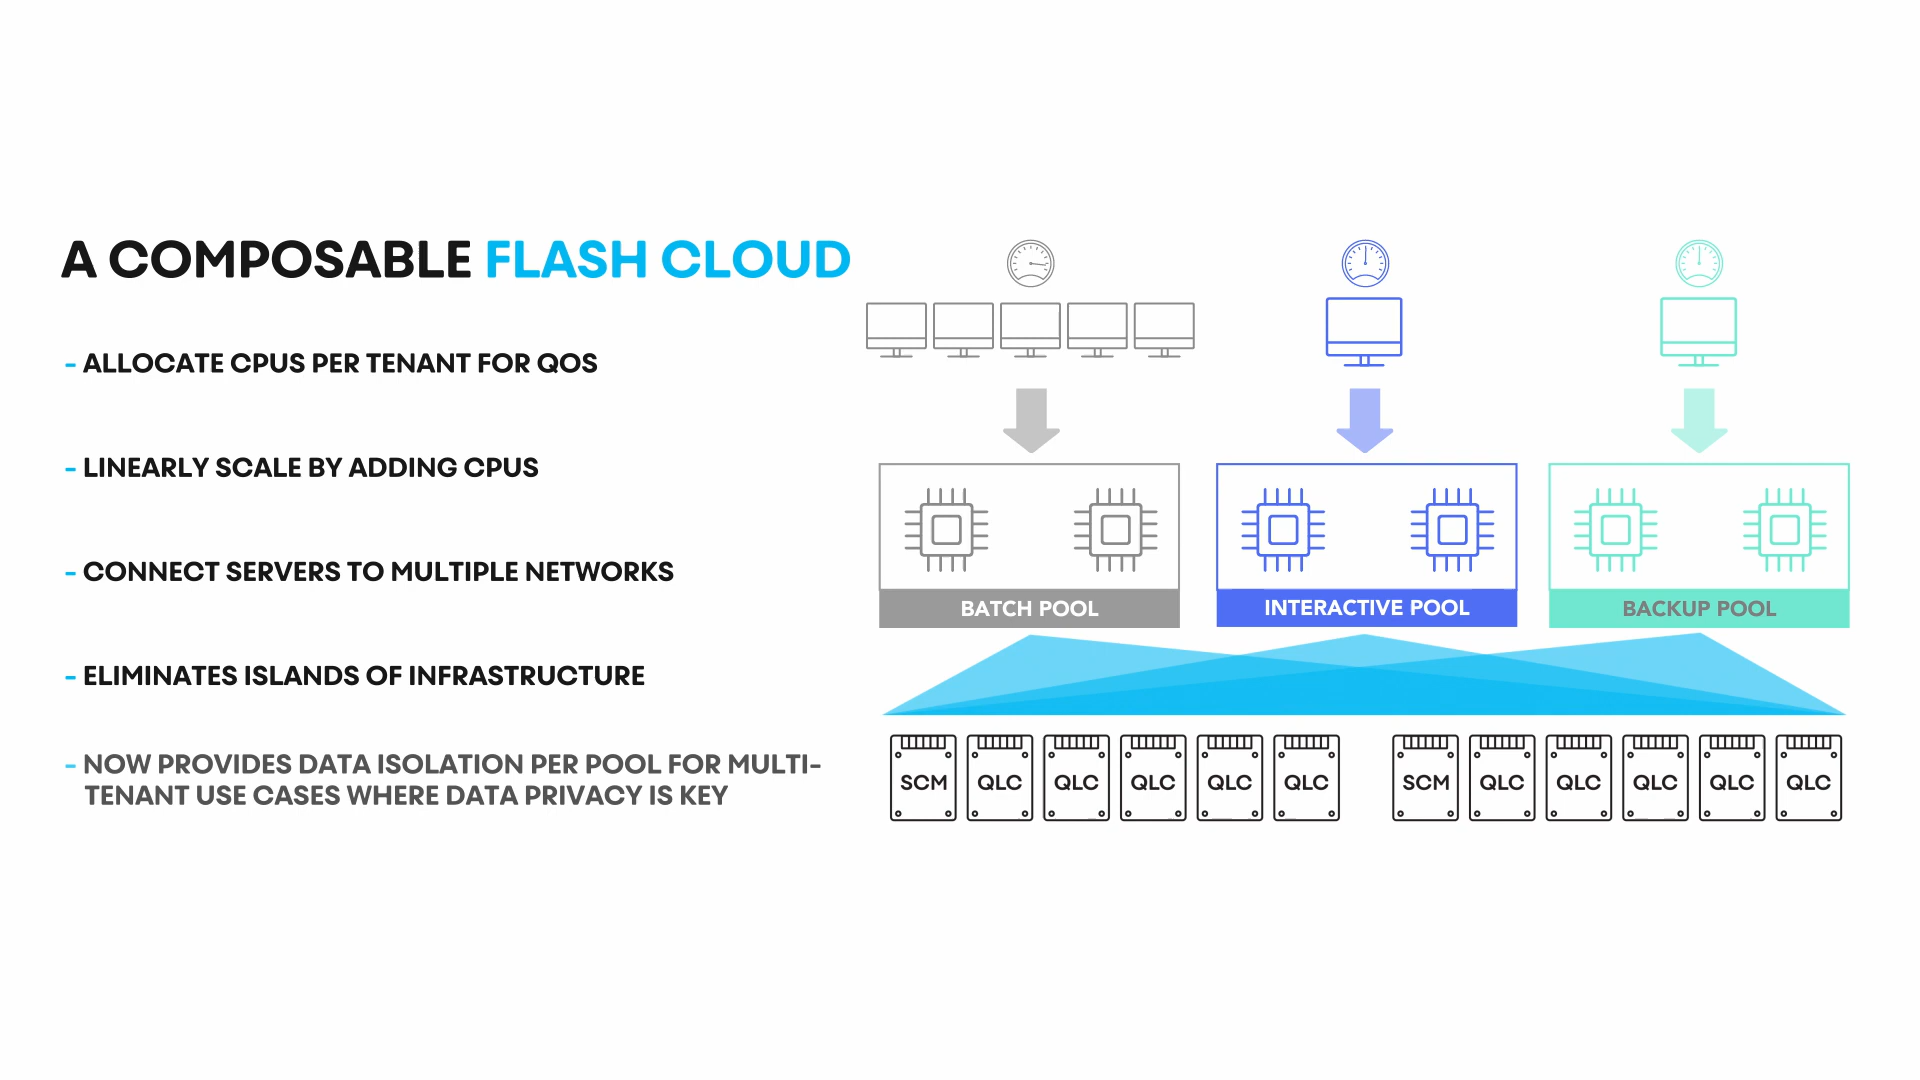 A COMPOSABLE FLASH CLOUD
- ALLOCATE CPUS PER TENANT FOR QOS
- LINEARLY SCALE BY ADDING CPUS
- CONNECT SERVERS TO MULTIPLE NETWORKS
- ELIMINATES ISLANDS OF INFRASTRUCTURE
- NOW PROVIDES DATA ISOLATION PER POOL FOR MULTI-
TENANT USE CASES WHERE DATA PRIVACY IS KEY
BATCH POOL
INTERACTIVE POOL
BACKUP POOL
SCM QLC QLC QLC QLC QLC SCM QLC QLC QLC QLC QLC